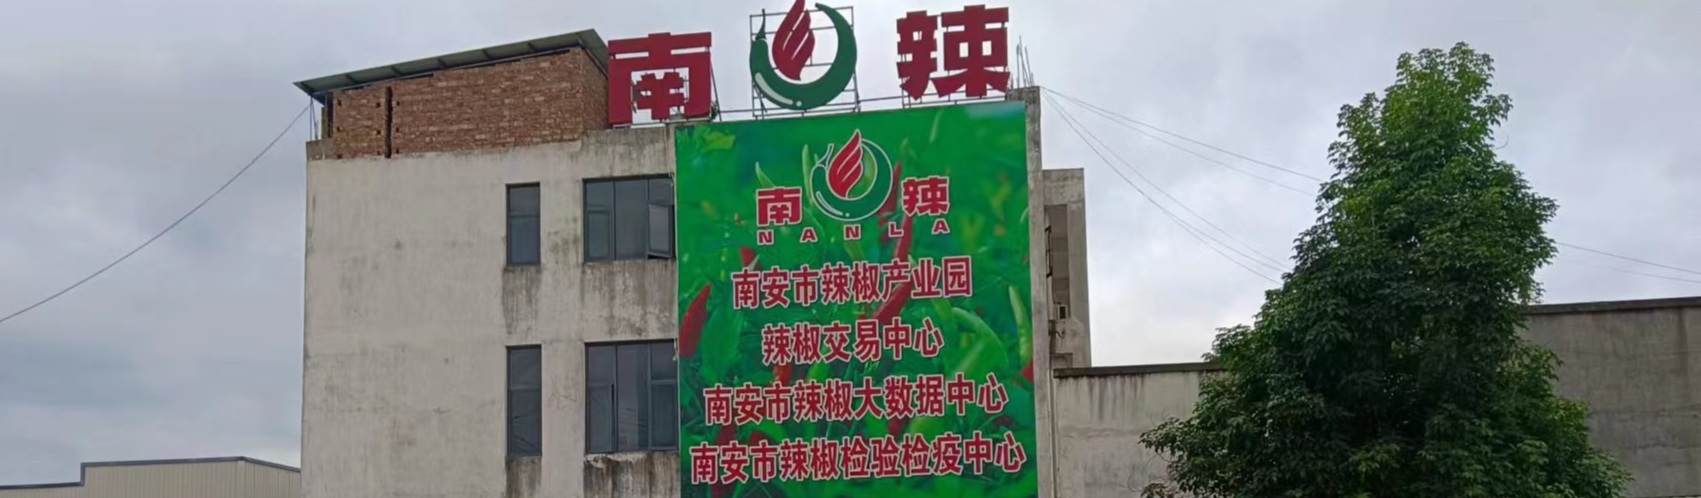 南 辣
南 辣
NANLA
南安市辣椒产业园
辣椒交易中心
南安市辣椒大数据中心
南安市辣椒检验检疫中心